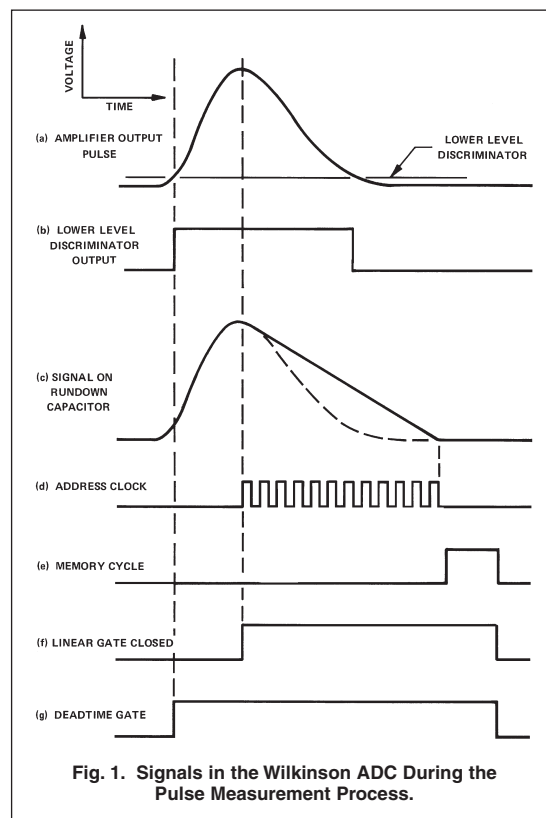 VOLTAGE
TIME
(a) AMPLIFIER OUTPUT
PULSE
LOWER LEVEL
DISCRIMINATOR
(b) LOWER LEVEL
DISCRIMINATOR
OUTPUT
(c) SIGNAL ON
RUNDOWN
CAPACITOR
(d) ADDRESS CLOCK
(e) MEMORY CYCLE
(f) LINEAR GATE CLOSED
(g) DEADTIME GATE
Fig. 1. Signals in the Wilkinson ADC During the
Pulse Measurement Process.